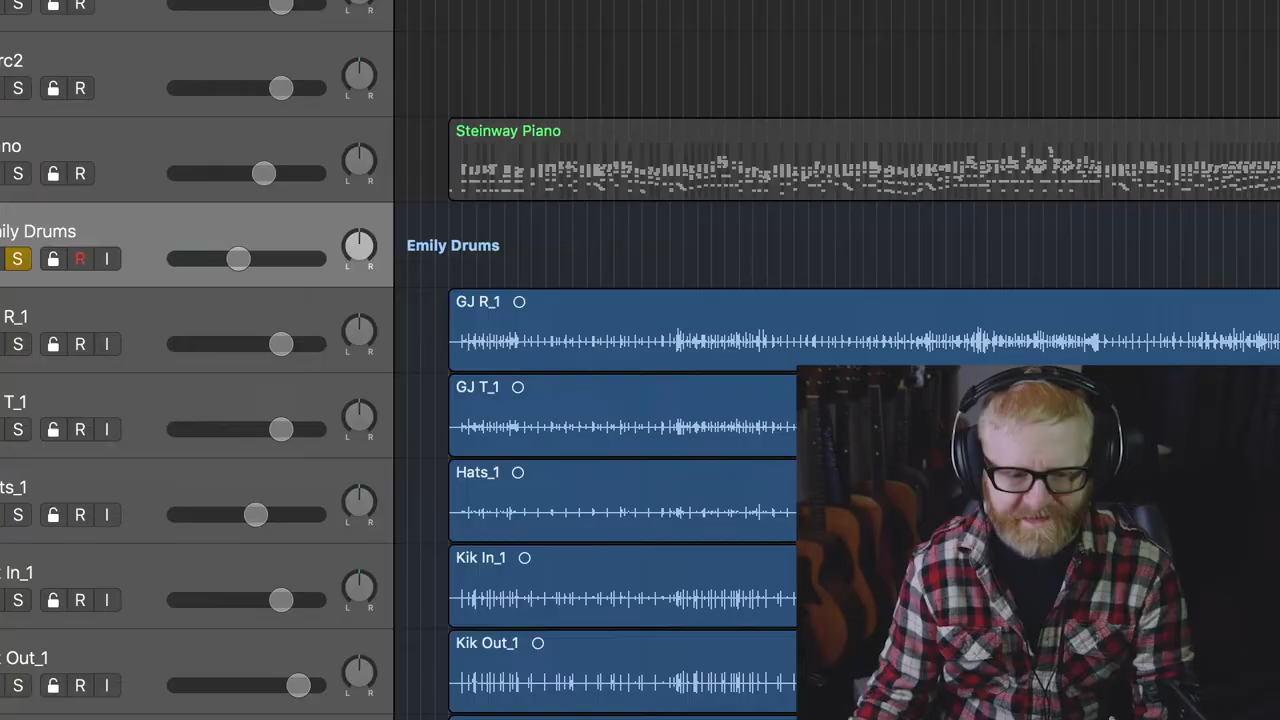 S R
L R
rc2
S R
L R
no
S R
L R
Steinway Piano
ily Drums
S R I
L R
Emily Drums
R_1
S R I
L R
GJ R_1
T_1
S R I
L R
GJ T_1
ts_1
S R I
L R
Hats_1
In_1
S R I
L R
Kik In_1
Out_1
S R I
L R
Kik Out_1